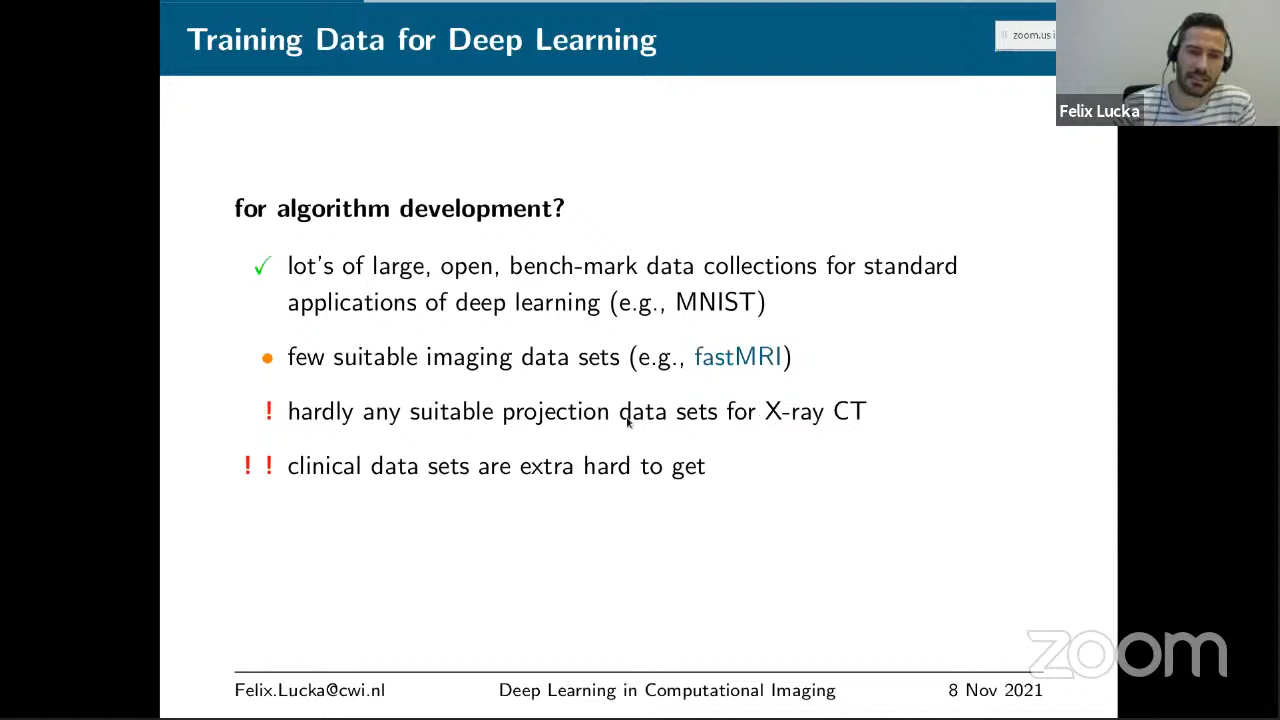 Training Data for Deep Learning
zoom.us i
Felix Lucka
for algorithm development?
✓ lot's of large, open, bench-mark data collections for standard
applications of deep learning (e.g., MNIST)
• few suitable imaging data sets (e.g., fastMRI)
! hardly any suitable projection data sets for X-ray CT
! ! clinical data sets are extra hard to get
zoom
Felix.Lucka@cwi.nl Deep Learning in Computational Imaging 8 Nov 2021